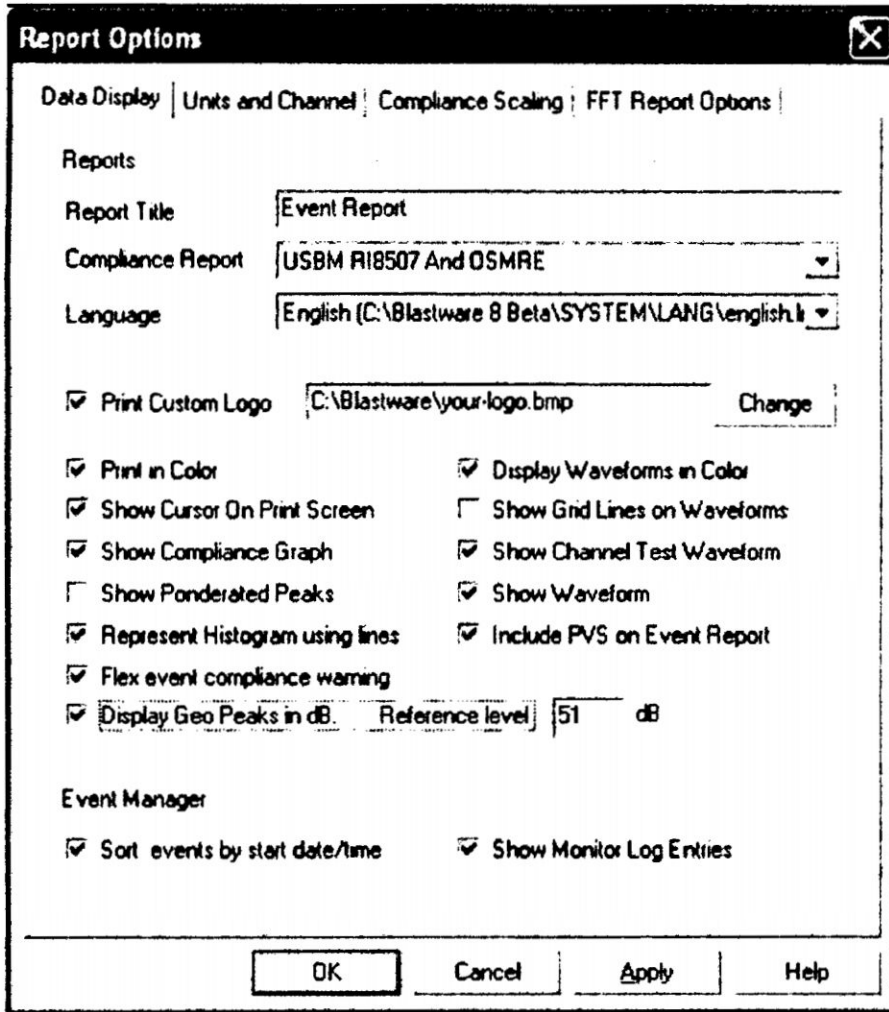 Report Options
Data Display Units and Channel Compliance Scaling FFT Report Options
Reports
Report Title Event Report
Compliance Report USBM RI8507 And OSMRE
Language English (C:\Blastware 8 Beta\SYSTEM\LANG\english.l
Print Custom Logo C:\Blastware\your-logo.bmp Change
Print in Color Display Waveforms in Color
Show Cursor On Print Screen Show Grid Lines on Waveforms
Show Compliance Graph Show Channel Test Waveform
Show Ponderated Peaks Show Waveform
Represent Histogram using lines Include PVS on Event Report
Flex event compliance warning
Display Geo Peaks in dB. Reference level 51 dB
Event Manager
Sort events by start date/time Show Monitor Log Entries
OK Cancel Apply Help